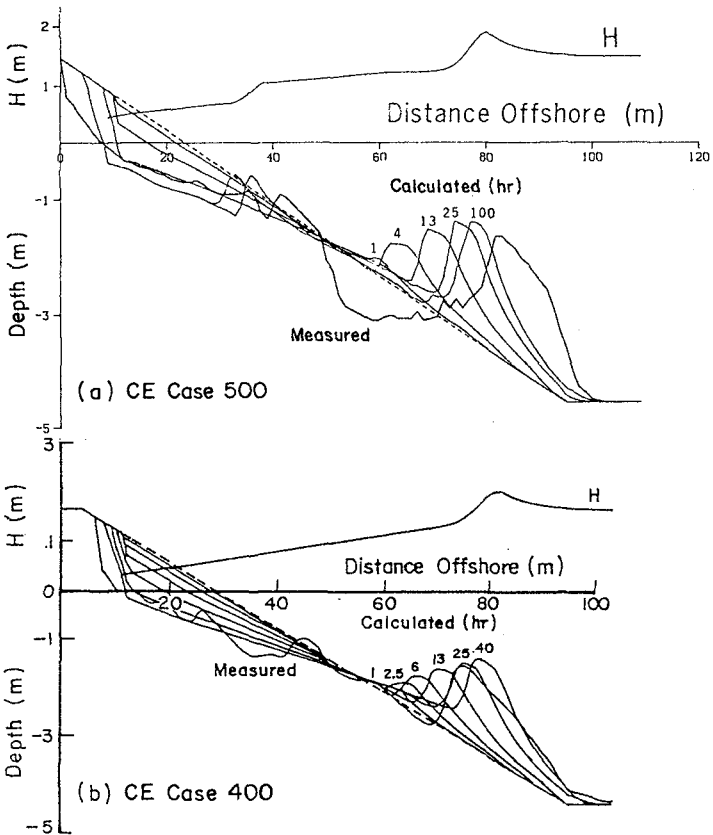 H (m)
2
1
H
Distance Offshore (m)
0 20 40 60 80 100 120
Calculated (hr)
-1
1 4 13 25 100
Depth (m)
-3
Measured
(a) CE Case 500
-5
3
H (m)
H
.1
Distance Offshore (m)
0
20 40 60 80 100
Calculated (hr)
-1
Measured
1 2.5 6 13 25 40
Depth (m)
-3
(b) CE Case 400
-5